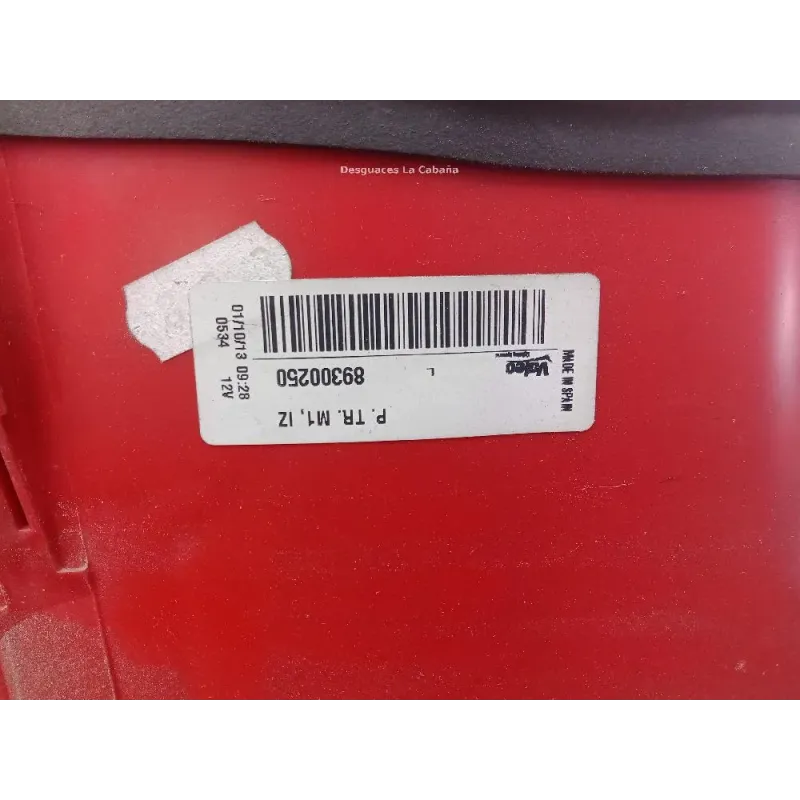 Desguaces La Cabaña
P. TR. M1, IZ
89300250
L
Valeo
MADE IN SPAIN
01/10/13 09:28
12V
0534